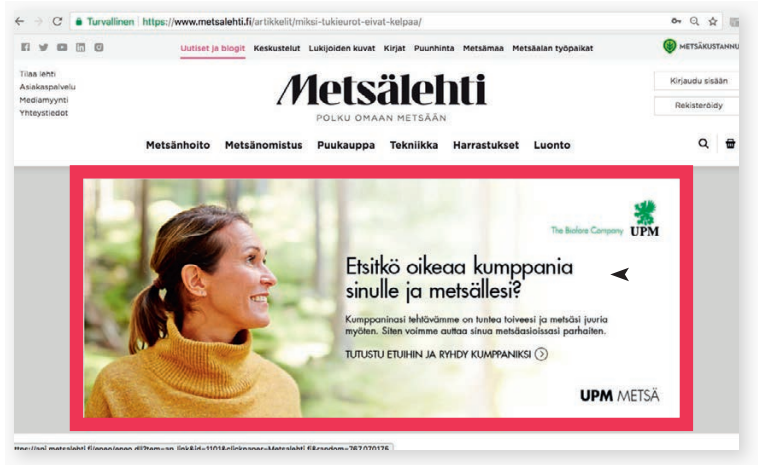 Turvallinen https://www.metsalehti.fi/artikkelit/miksi-tukieurot-eivat-kelpaa/
Uutiset ja blogit Keskustelut Lukijoiden kuvat Kirjat Puunhinta Metsämaa Metsäalan työpaikat METSÄKUSTANNU
Tilaa lehti
Asiakaspalvelu
Mediamyynti
Yhteystiedot
Metsälehti
POLKU OMAAN METSÄÄN
Kirjaudu sisään
Rekisteröidy
Metsänhoito Metsänomistus Puukauppa Tekniikka Harrastukset Luonto
The Biofore Company UPM
Etsitkö oikeaa kumppania
sinulle ja metsällesi?
Kumppaninasi tehtävämme on tuntea toiveesi ja metsäsi juuria
myöten. Siten voimme auttaa sinua metsäasioissasi parhaiten.
TUTUSTU ETUIHIN JA RYHDY KUMPPANIKSI
UPM METSÄ